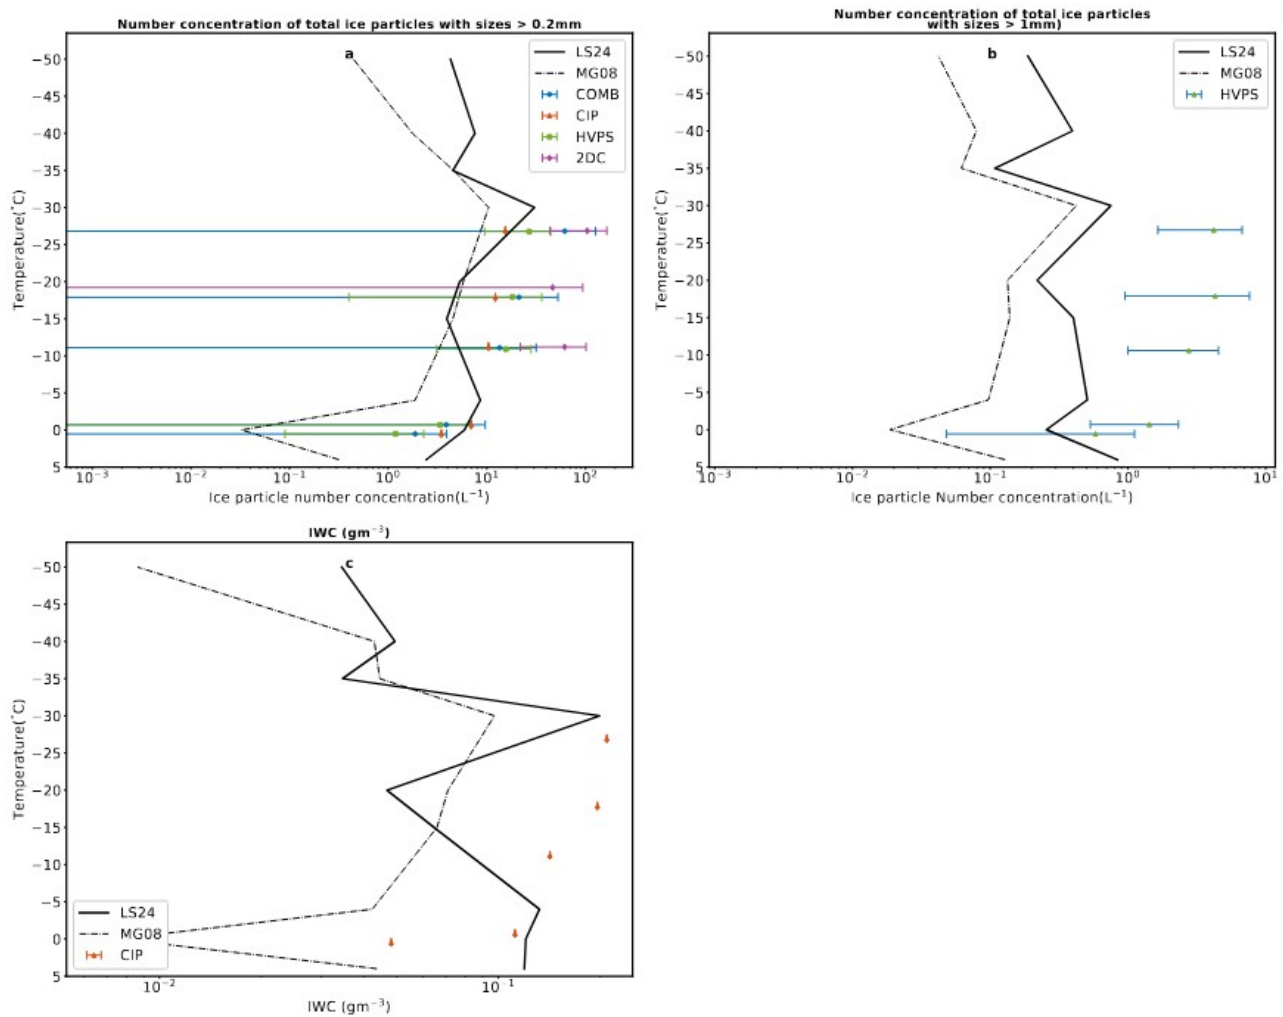 Number concentration of total ice particles with sizes > 0.2mm
a
LS24
MG08
COMB
CIP
HVPS
2DC
−50
−45
−40
−35
−30
−25
−20
−15
−10
−5
0
5
Temperature(°C)
10⁻³
10⁻²
10⁻¹
10⁰
10¹
10²
Ice particle number concentration(L⁻¹)
Number concentration of total ice particles
with sizes > 1mm)
b
LS24
MG08
HVPS
−50
−45
−40
−35
−30
−25
−20
−15
−10
−5
0
5
Temperature(°C)
10⁻³
10⁻²
10⁻¹
10⁰
10¹
Ice particle Number concentration(L⁻¹)
IWC (gm⁻³)
c
−50
−45
−40
−35
−30
−25
−20
−15
−10
−5
0
5
Temperature(°C)
LS24
MG08
CIP
10⁻²
10⁻¹
IWC (gm⁻³)